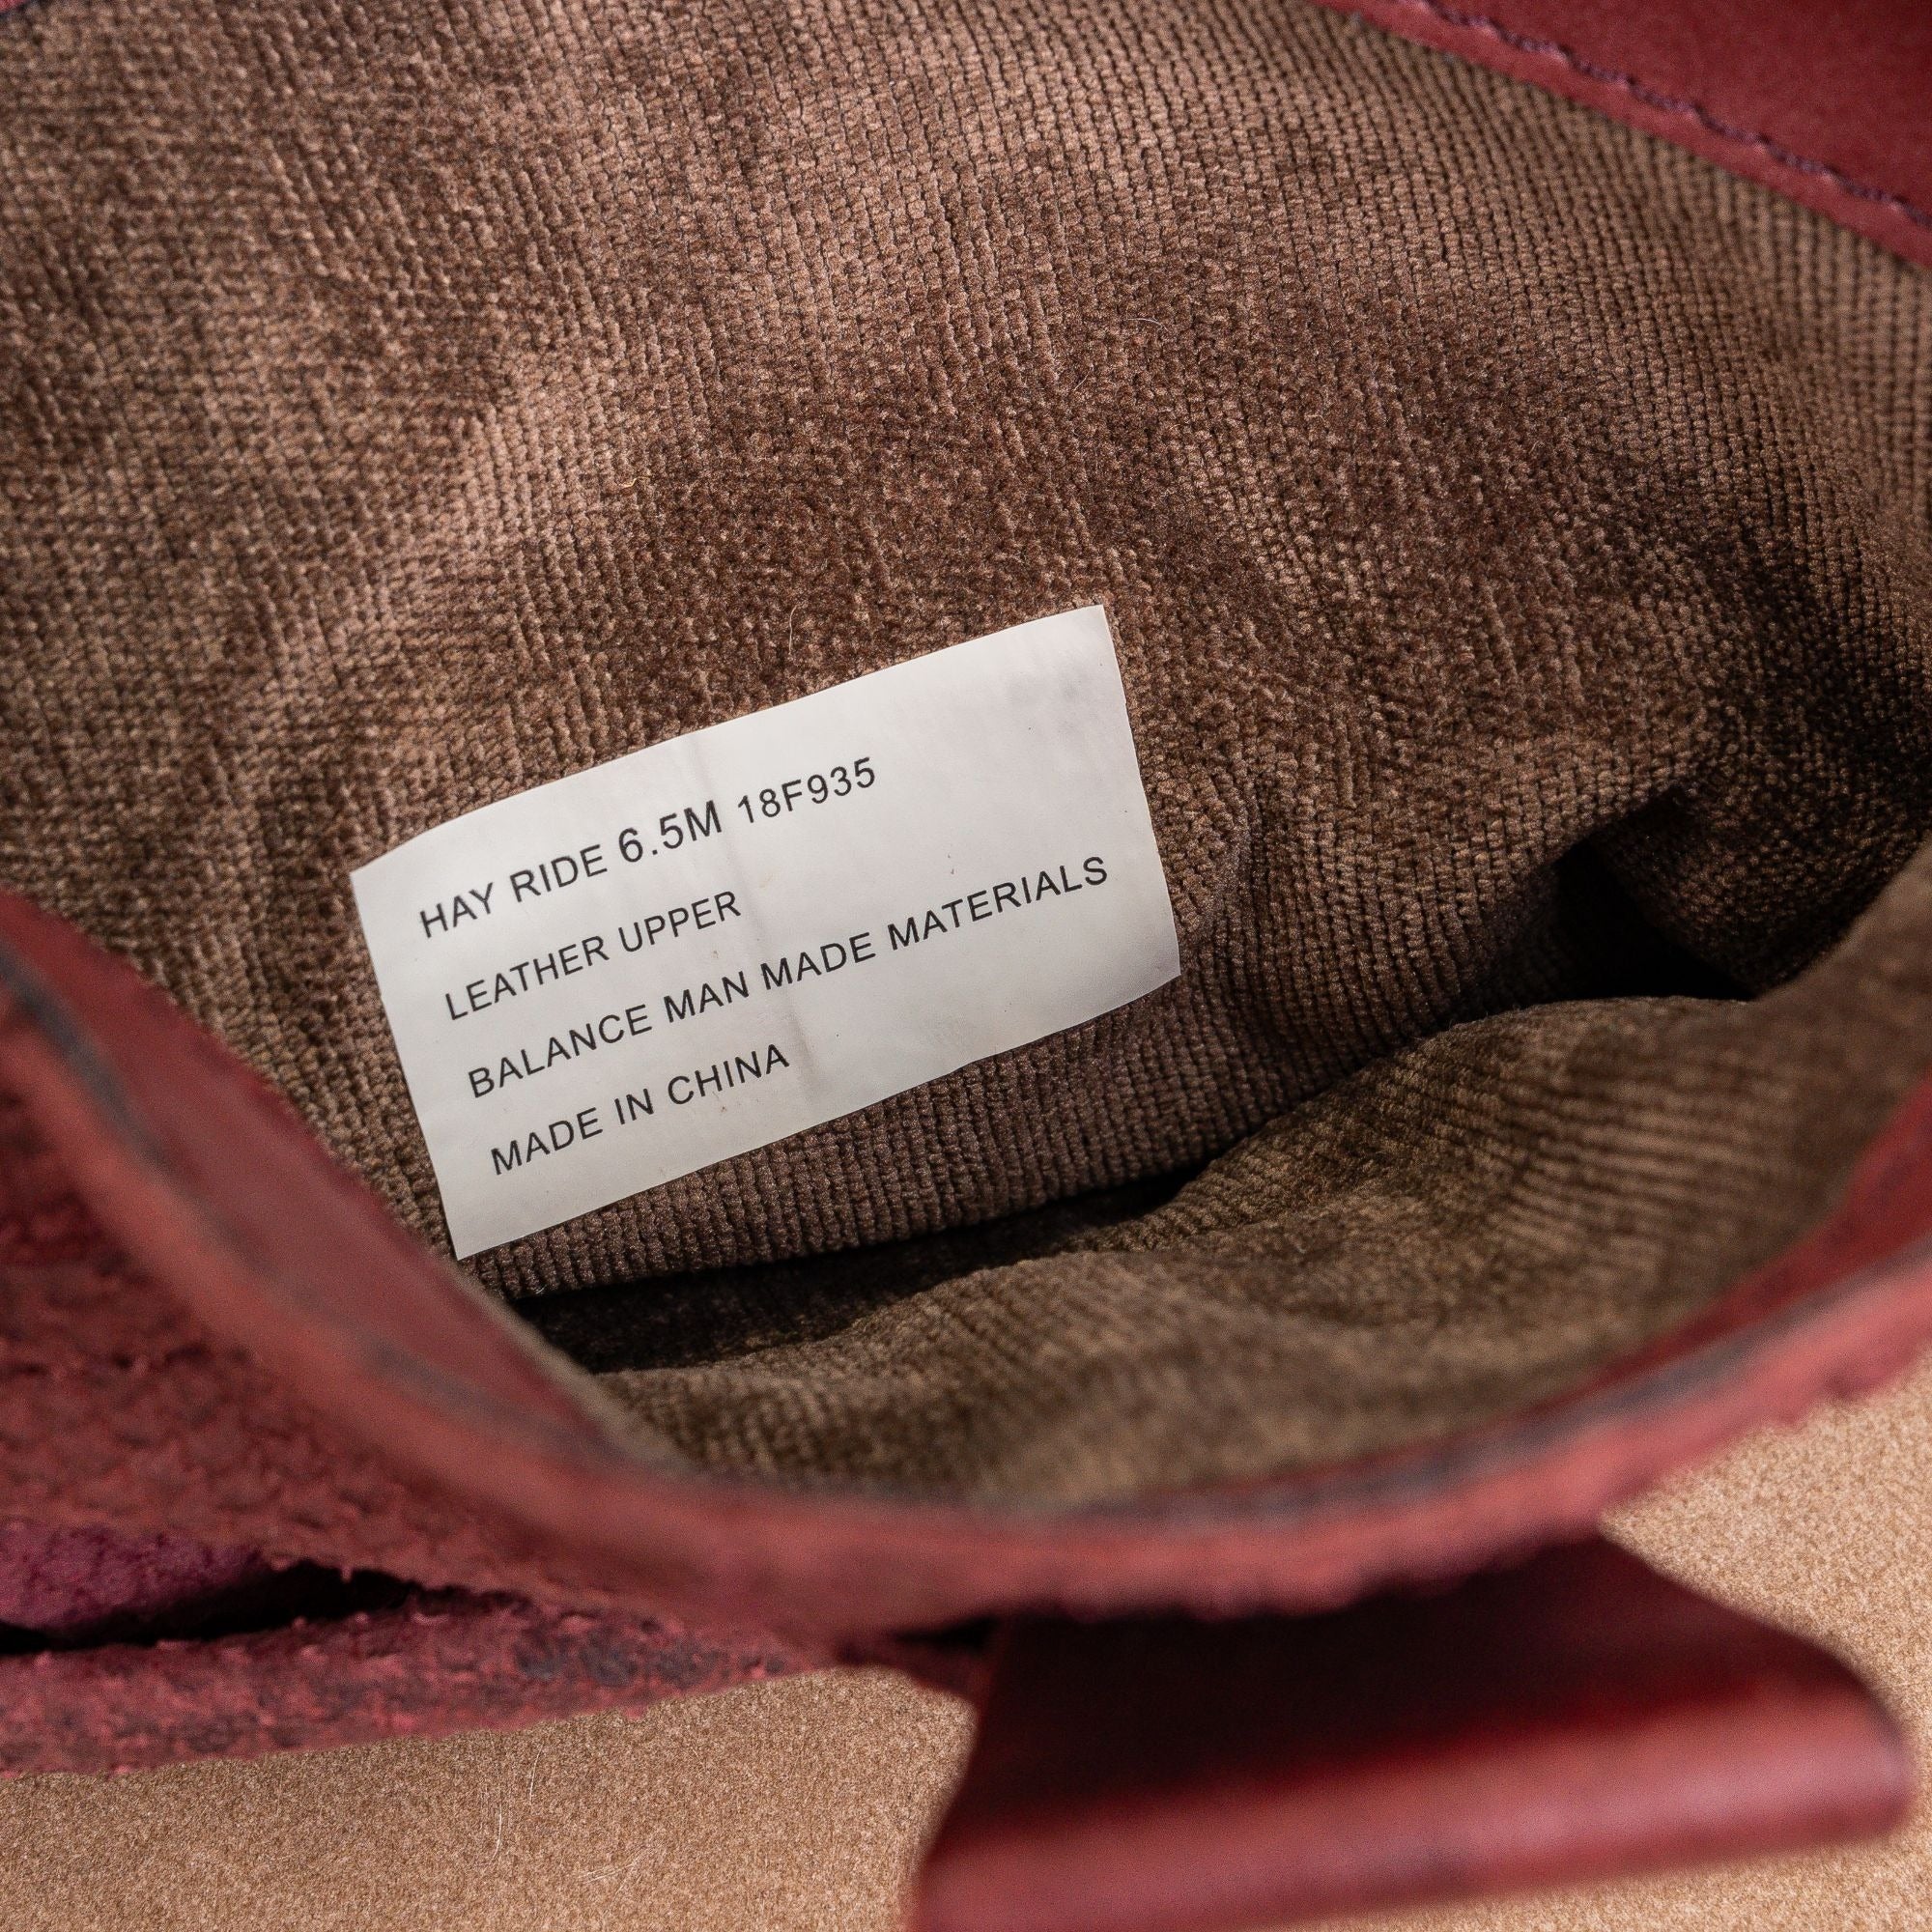 HAY RIDE 6.5M 18F935
LEATHER UPPER
BALANCE MAN MADE MATERIALS
MADE IN CHINA